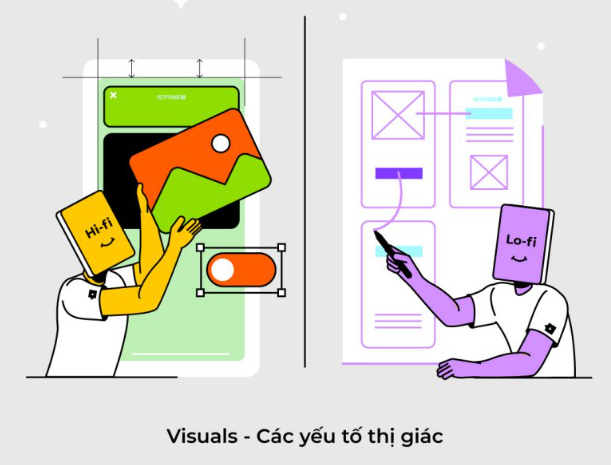 Hi-fi
Lo-fi
Visuals - Các yếu tố thị giác